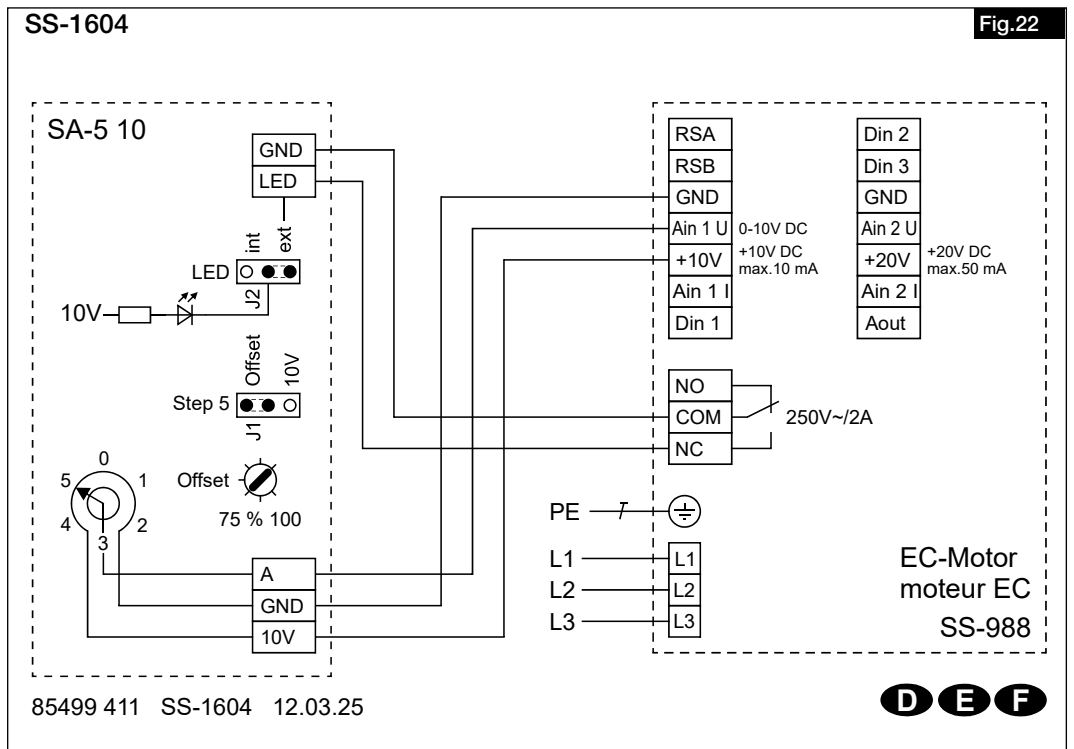 SS-1604
Fig.22
SA-5 10
GND
LED
int
ext
LED
J2
10V
Offset
10V
Step 5
J1
Offset
75 % 100
0
1
2
3
4
5
A
GND
10V
RSA
RSB
GND
Ain 1 U 0-10V DC
+10V +10V DC
max.10 mA
Ain 1 I
Din 1
Din 2
Din 3
GND
Ain 2 U
+20V +20V DC
max.50 mA
Ain 2 I
Aout
NO
COM
NC
250V~/2A
PE
L1 L1
L2 L2
L3 L3
EC-Motor
moteur EC
SS-988
85499 411 SS-1604 12.03.25
D E F